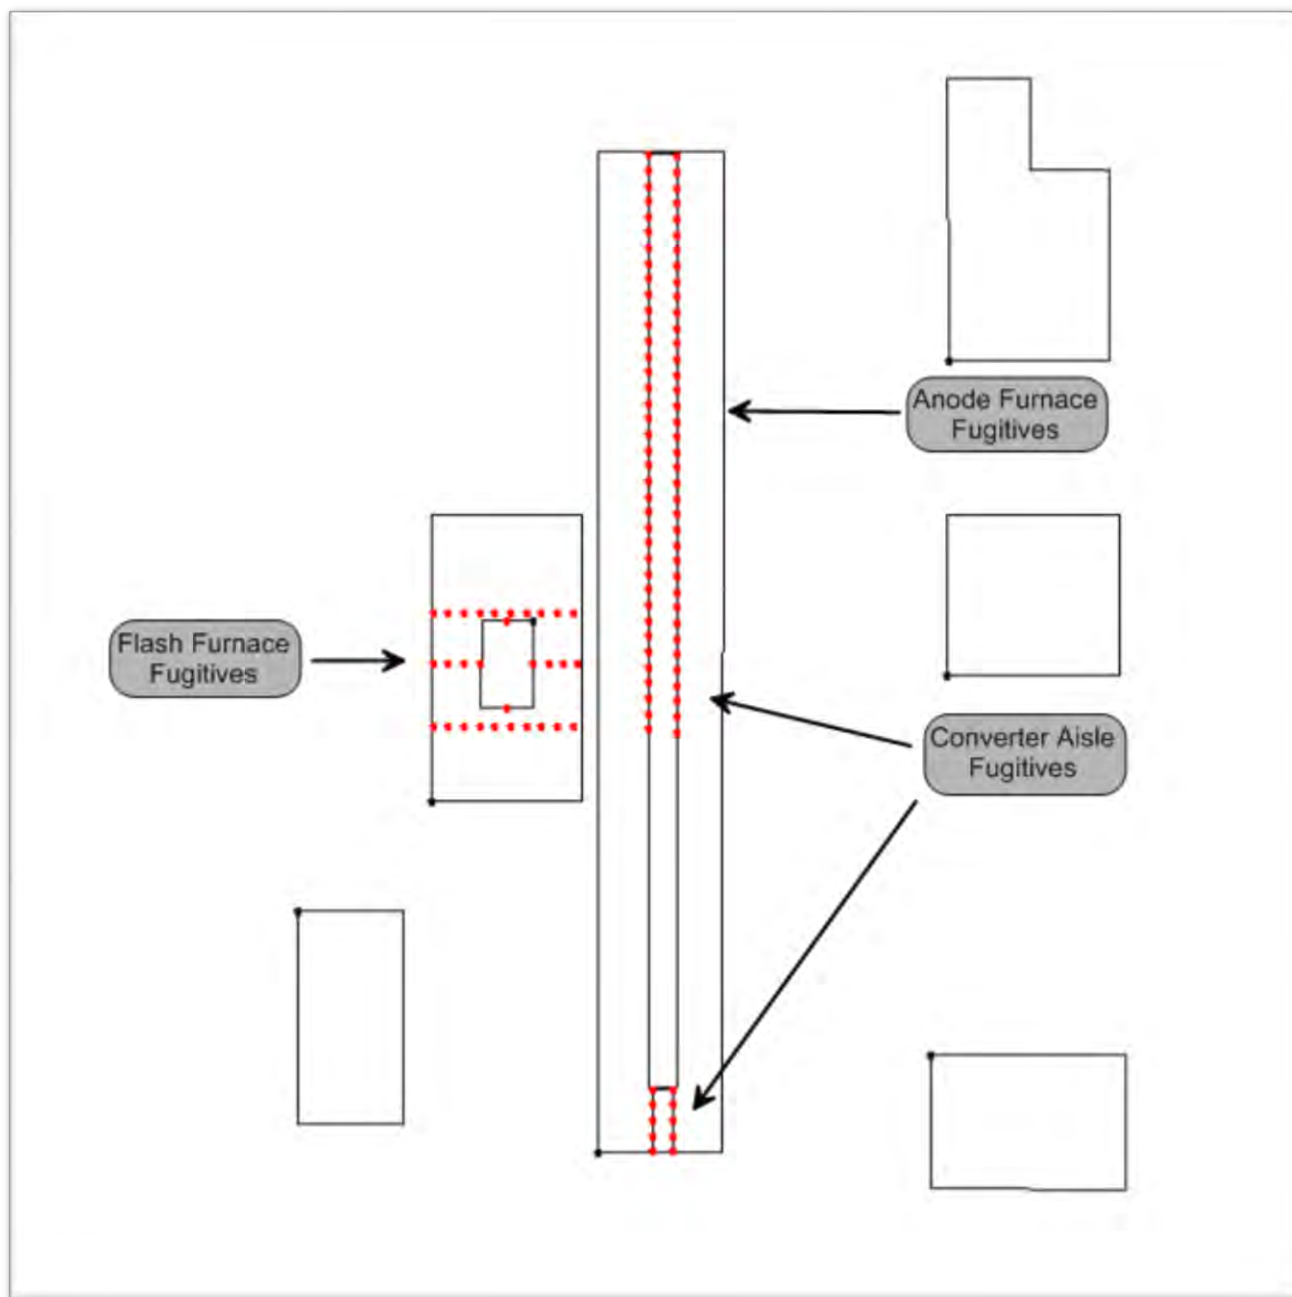 Anode Furnace
Fugitives
Flash Furnace
Fugitives
Converter Aisle
Fugitives